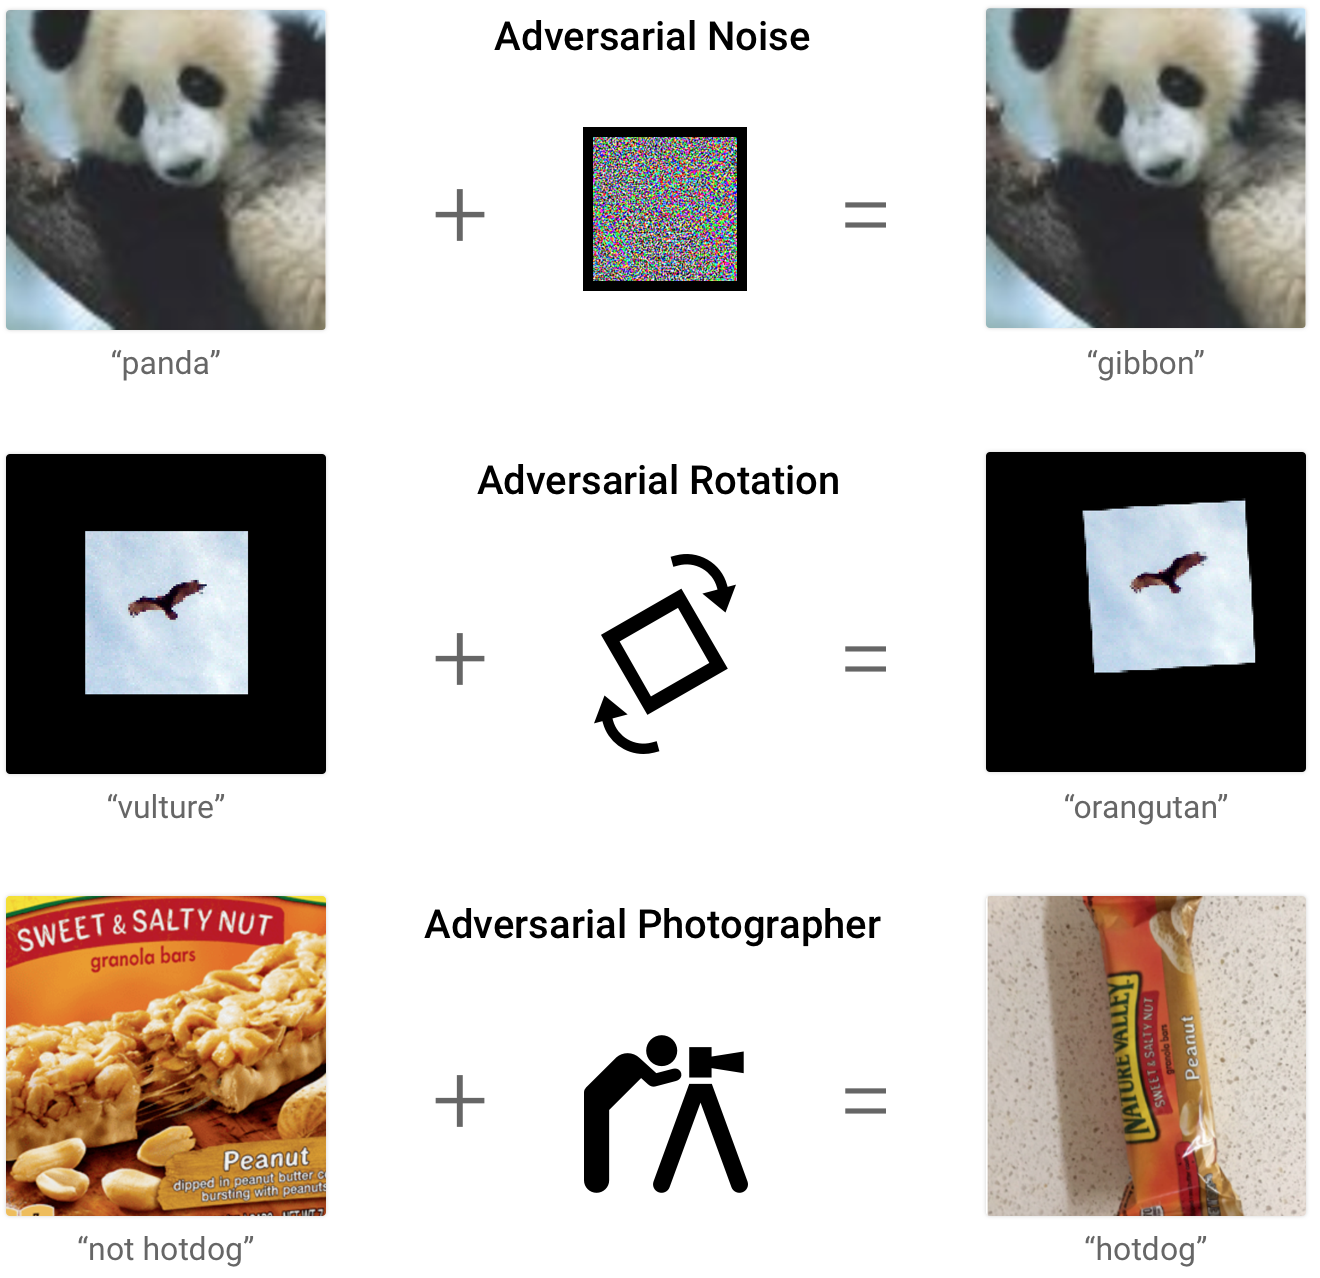 Adversarial Noise
“panda”
“gibbon”
Adversarial Rotation
“vulture”
“orangutan”
Adversarial Photographer
SWEET & SALTY NUT
granola bars
Peanut
dipped in peanut butter
bursting with peanuts
NATURE VALLEY
SWEET & SALTY NUT
granola bars
Peanut
“not hotdog”
“hotdog”